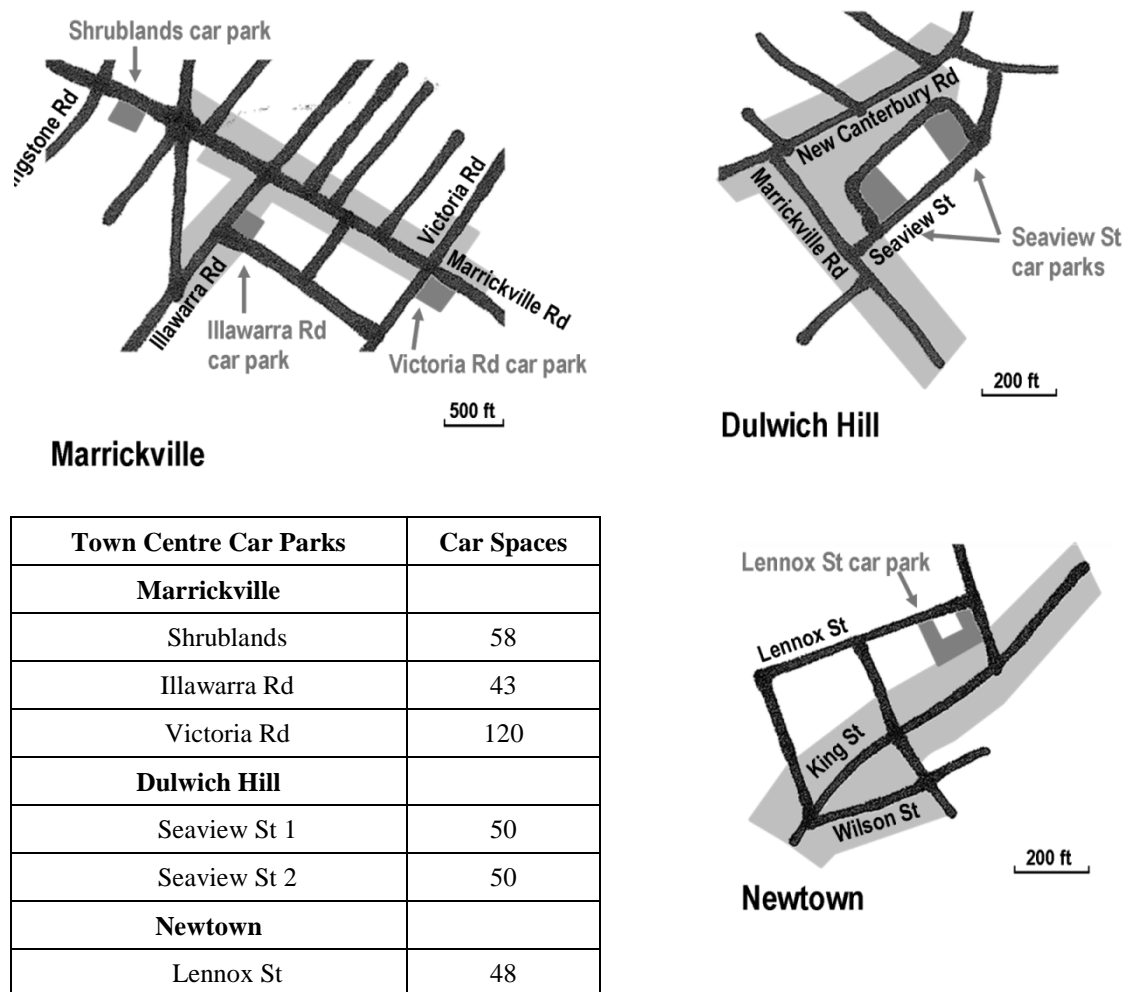 Shrublands car park
ngstone Rd
Victoria Rd
Marrickville Rd
Illawarra Rd
Illawarra Rd
car park
Victoria Rd car park
500 ft
Marrickville
New Canterbury Rd
Marrickville Rd
Seaview St
Seaview St
car parks
200 ft
Dulwich Hill
Town Centre Car Parks Car Spaces
Marrickville
Shrublands 58
Illawarra Rd 43
Victoria Rd 120
Dulwich Hill
Seaview St 1 50
Seaview St 2 50
Newtown
Lennox St 48
Lennox St car park
Lennox St
King St
Wilson St
200 ft
Newtown